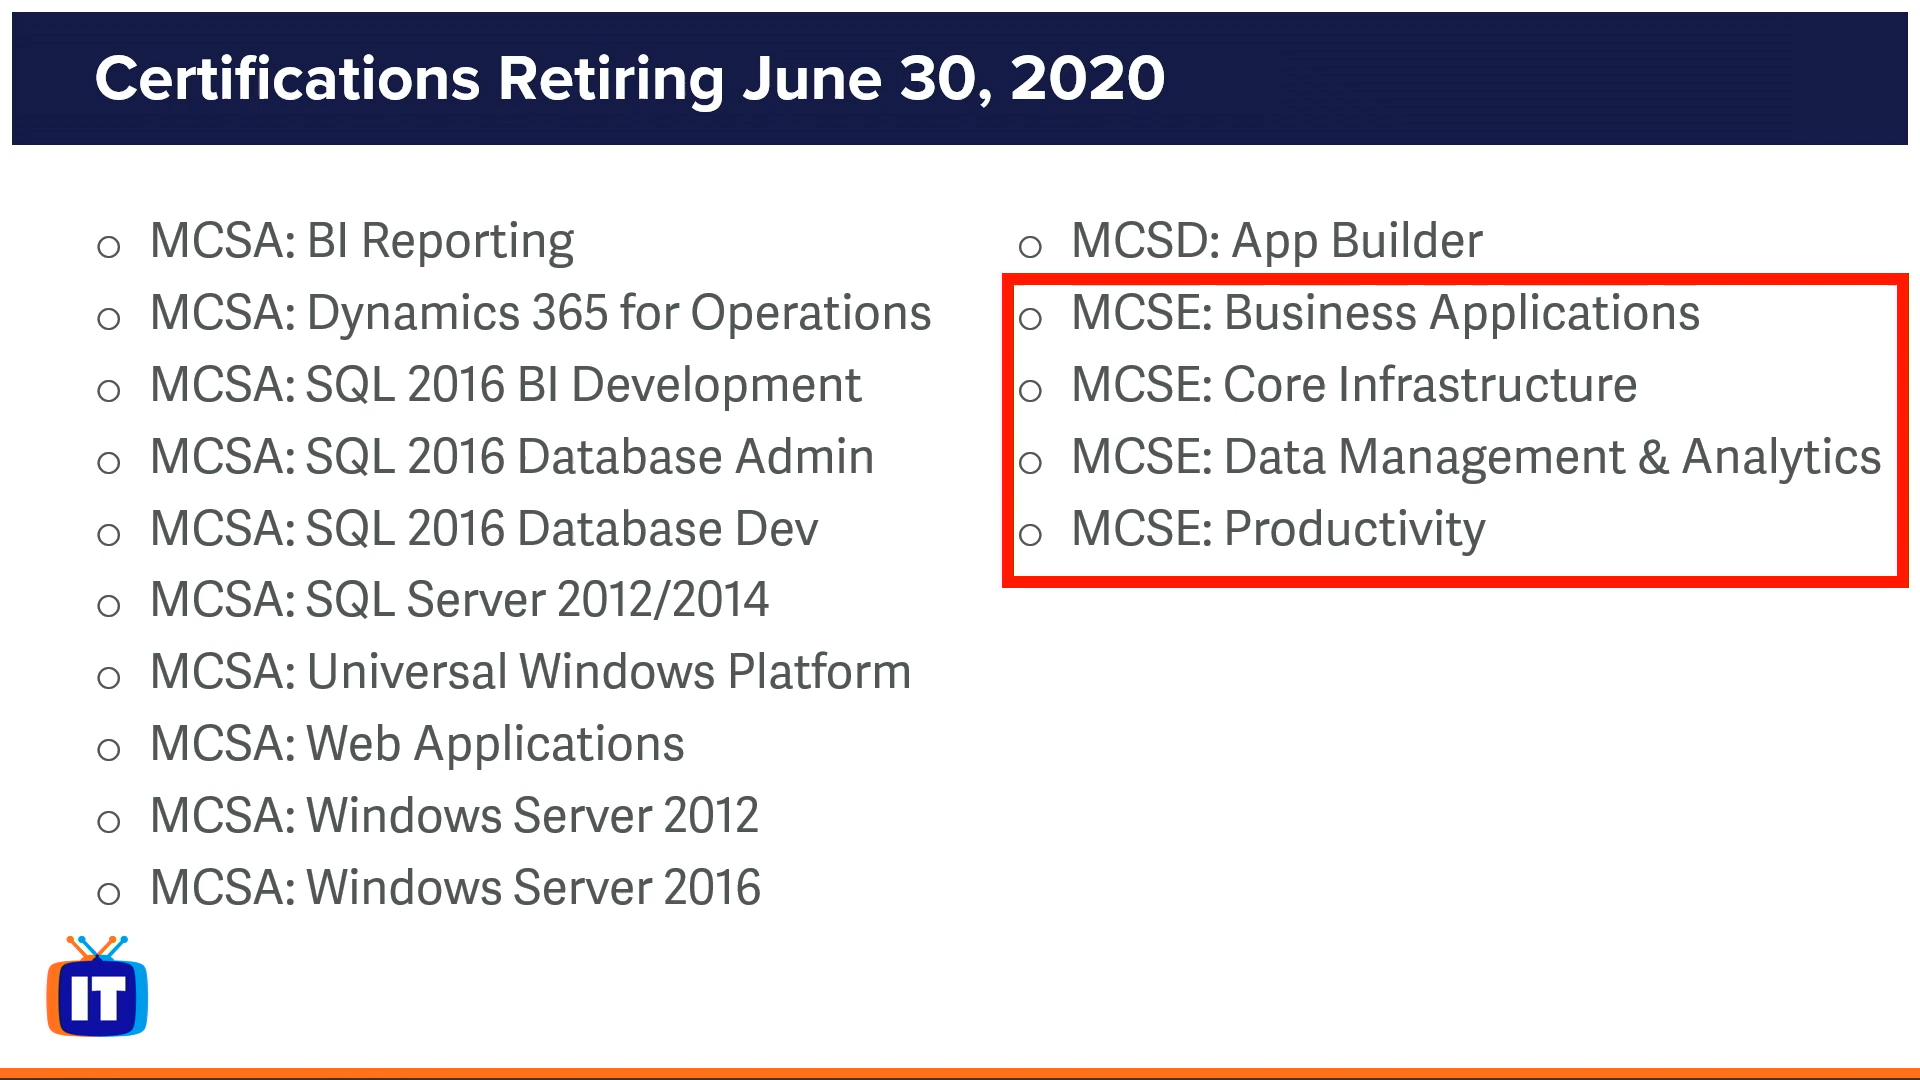 Certifications Retiring June 30, 2020
MCSA: BI Reporting
MCSA: Dynamics 365 for Operations
MCSA: SQL 2016 BI Development
MCSA: SQL 2016 Database Admin
MCSA: SQL 2016 Database Dev
MCSA: SQL Server 2012/2014
MCSA: Universal Windows Platform
MCSA: Web Applications
MCSA: Windows Server 2012
MCSA: Windows Server 2016
MCSD: App Builder
MCSE: Business Applications
MCSE: Core Infrastructure
MCSE: Data Management & Analytics
MCSE: Productivity
IT